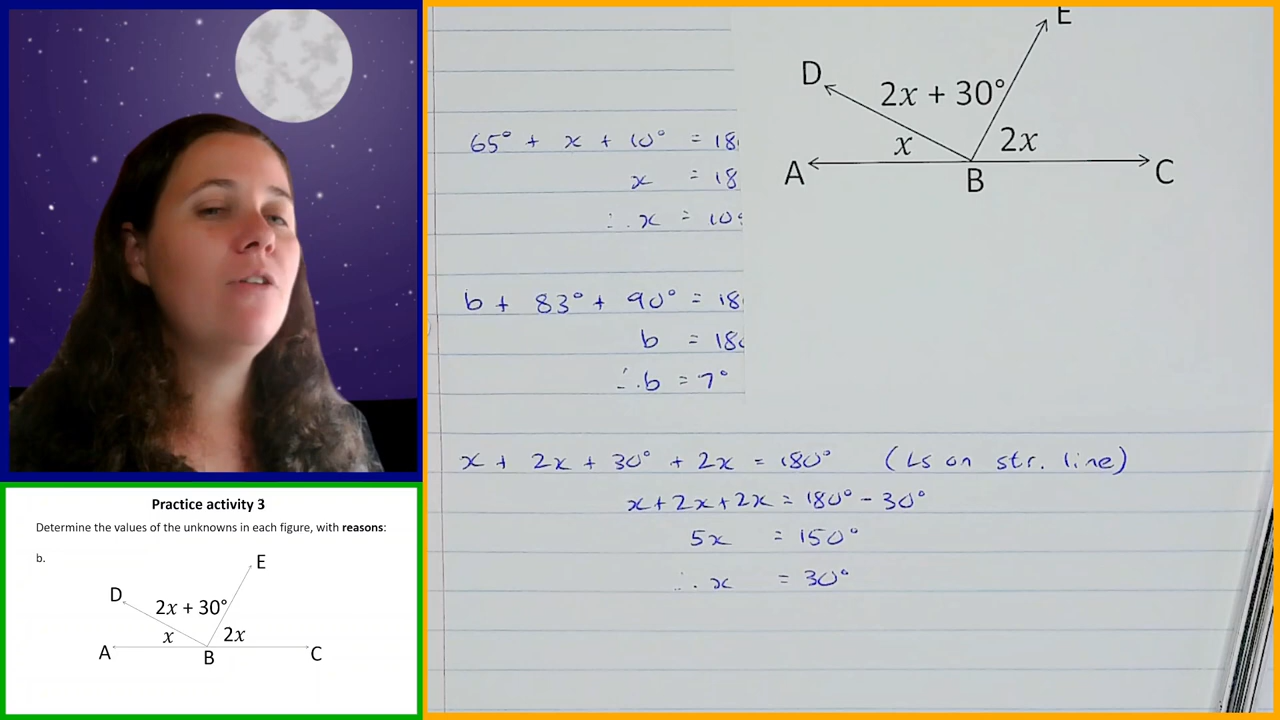 Practice activity 3
Determine the values of the unknowns in each figure, with reasons:
b.
E
D
2x + 30°
x
2x
A
B
C
65° + x + 10° = 18
x = 18
∴ x = 10
b + 83° + 90° = 18
b = 18
∴ b = 7°
E
D
2x + 30°
x
2x
A
B
C
x + 2x + 30° + 2x = 180° (∠s on str. line)
x + 2x + 2x = 180° - 30°
5x = 150°
∴ x = 30°